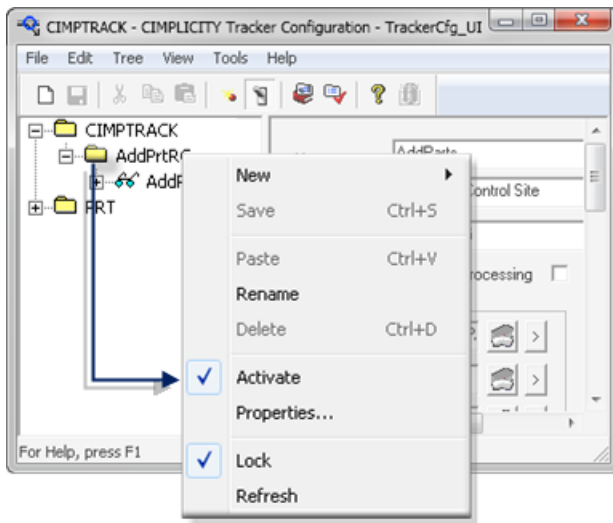 CIMPTRACK - CIMPLICITY Tracker Configuration - TrackerCfg_UI
File Edit Tree View Tools Help
CIMPTRACK
AddPrtRC
AddParts
New
Control Site
Save Ctrl+S
PRT
Paste Ctrl+V
rocessing
Rename
Delete Ctrl+D
Activate
Properties...
For Help, press F1
Lock
Refresh